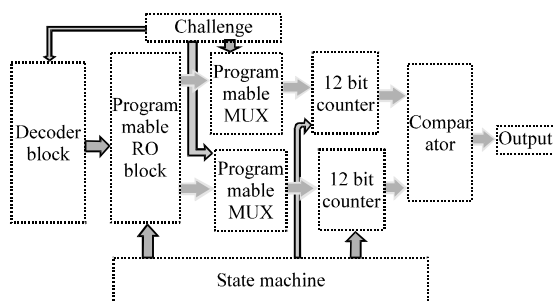 Challenge
Decoder
block
Program
mable
RO
block
Program
mable
MUX
Program
mable
MUX
12 bit
counter
12 bit
counter
Compar
ator
Output
State machine